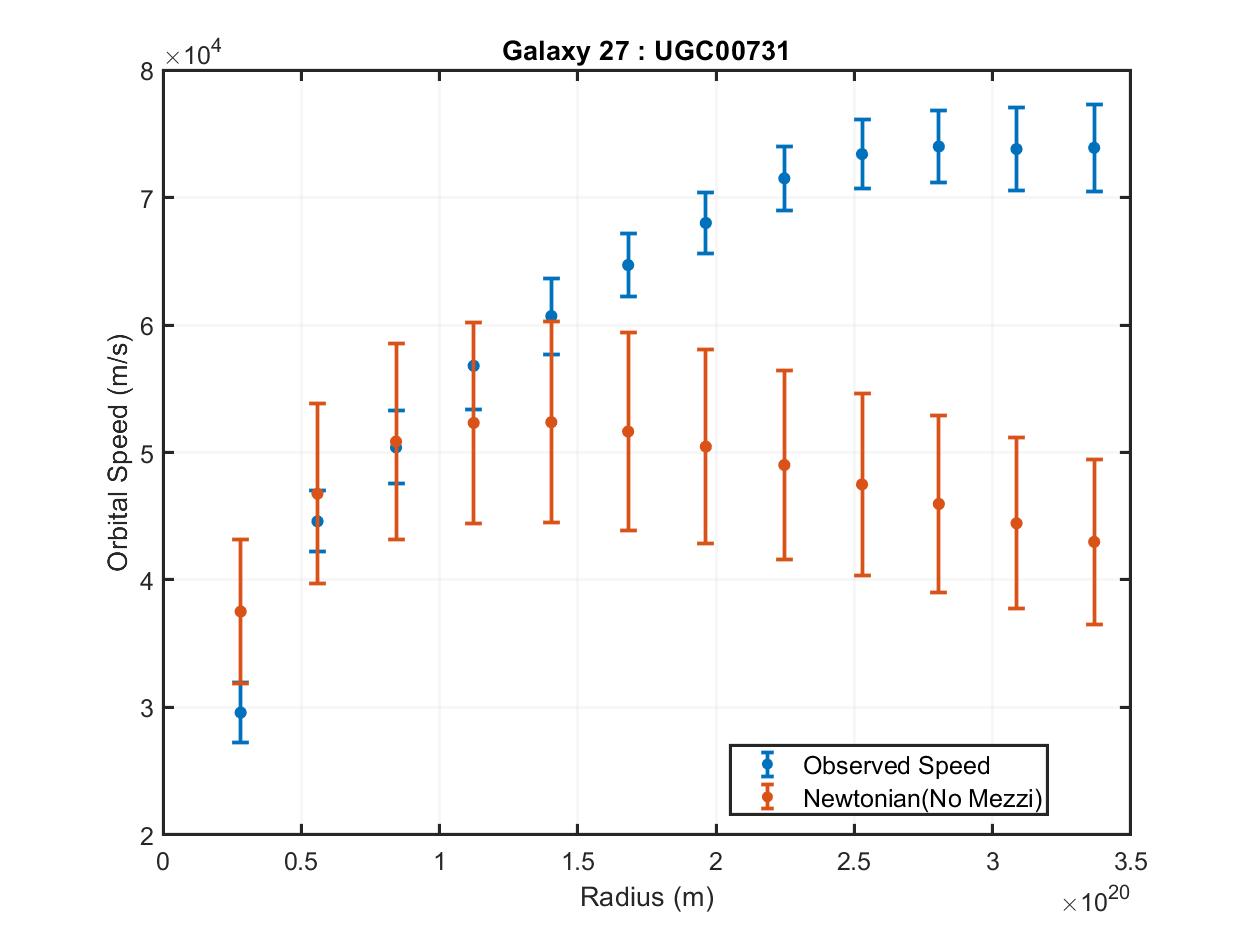 Galaxy 27 : UGC00731
×10⁴
8
7
6
5
4
3
2
Orbital Speed (m/s)
Observed Speed
Newtonian(No Mezzi)
0 0.5 1 1.5 2 2.5 3 3.5
Radius (m)
×10²⁰